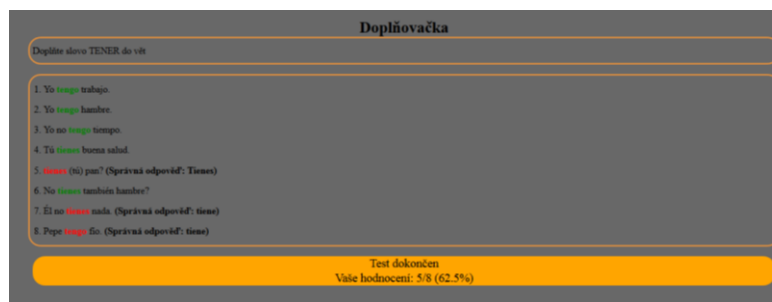 Doplňovačka
Doplňte slovo TENER do vět
1. Yo tengo trabajo.
2. Yo tengo hambre.
3. Yo no tengo tiempo.
4. Tú tienes buena salud.
5. tienes (tú) pan? (Správná odpověď: Tienes)
6. No tienes también hambre?
7. Él no tienes nada. (Správná odpověď: tiene)
8. Pepe tengo frío. (Správná odpověď: tiene)
Test dokončen
Vaše hodnocení: 5/8 (62.5%)